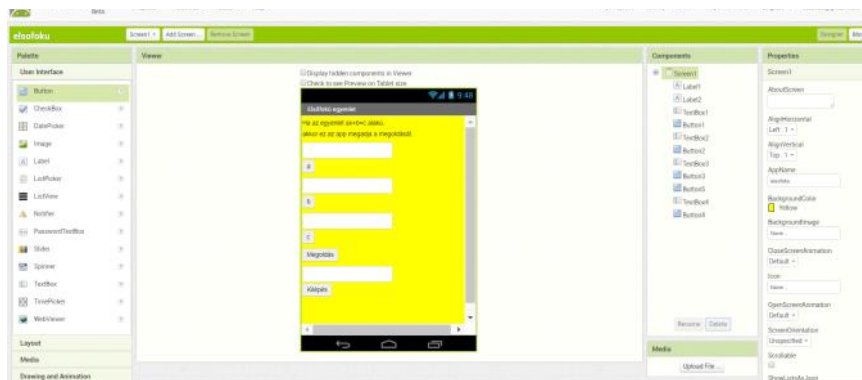 Beta
elsofoku
Screen1
Add Screen ...
Remove Screen
Designer
Palette
Viewer
Components
Properties
User Interface
Button
CheckBox
DatePicker
Image
Label
ListPicker
ListView
Notifier
PasswordTextBox
Slider
Spinner
TextBox
TimePicker
WebViewer
Layout
Media
Drawing and Animation
Display hidden components in Viewer
Check to see Preview on Tablet size.
9:48
Elsőfokú egyenlet
Ha az egyenlet ax+b=c alakú,
akkor ez az app megadja a megoldását
a
b
c
Megoldás
Kilépés
Screen1
Label1
Label2
TextBox1
Button1
TextBox2
Button2
TextBox3
Button3
Button5
TextBox4
Button4
Rename
Delete
Media
Upload File ...
Screen1
AboutScreen
AlignHorizontal
Left : 1
AlignVertical
Top : 1
AppName
elsofoku
BackgroundColor
Yellow
BackgroundImage
None...
CloseScreenAnimation
Default
Icon
None...
OpenScreenAnimation
Default
ScreenOrientation
Unspecified
Scrollable
ShowListsAsJson